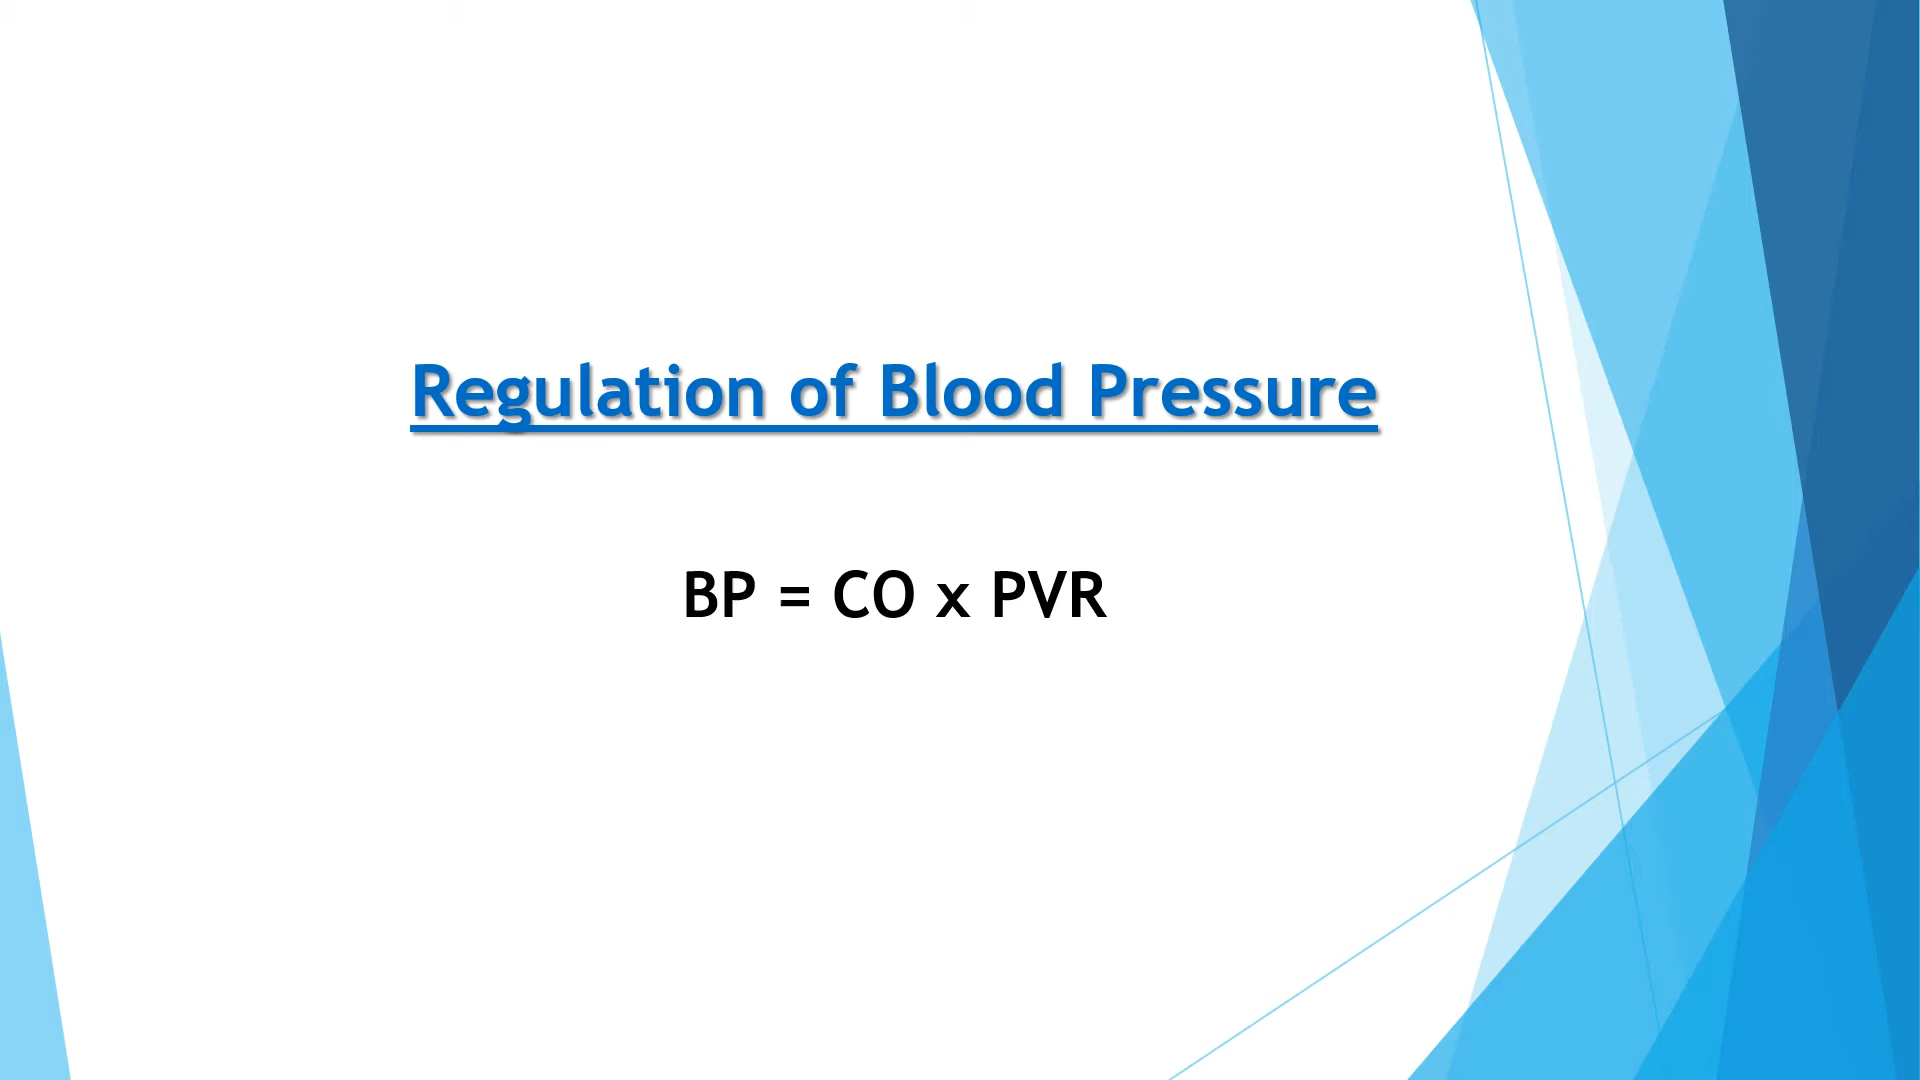 Regulation of Blood Pressure
BP = CO x PVR